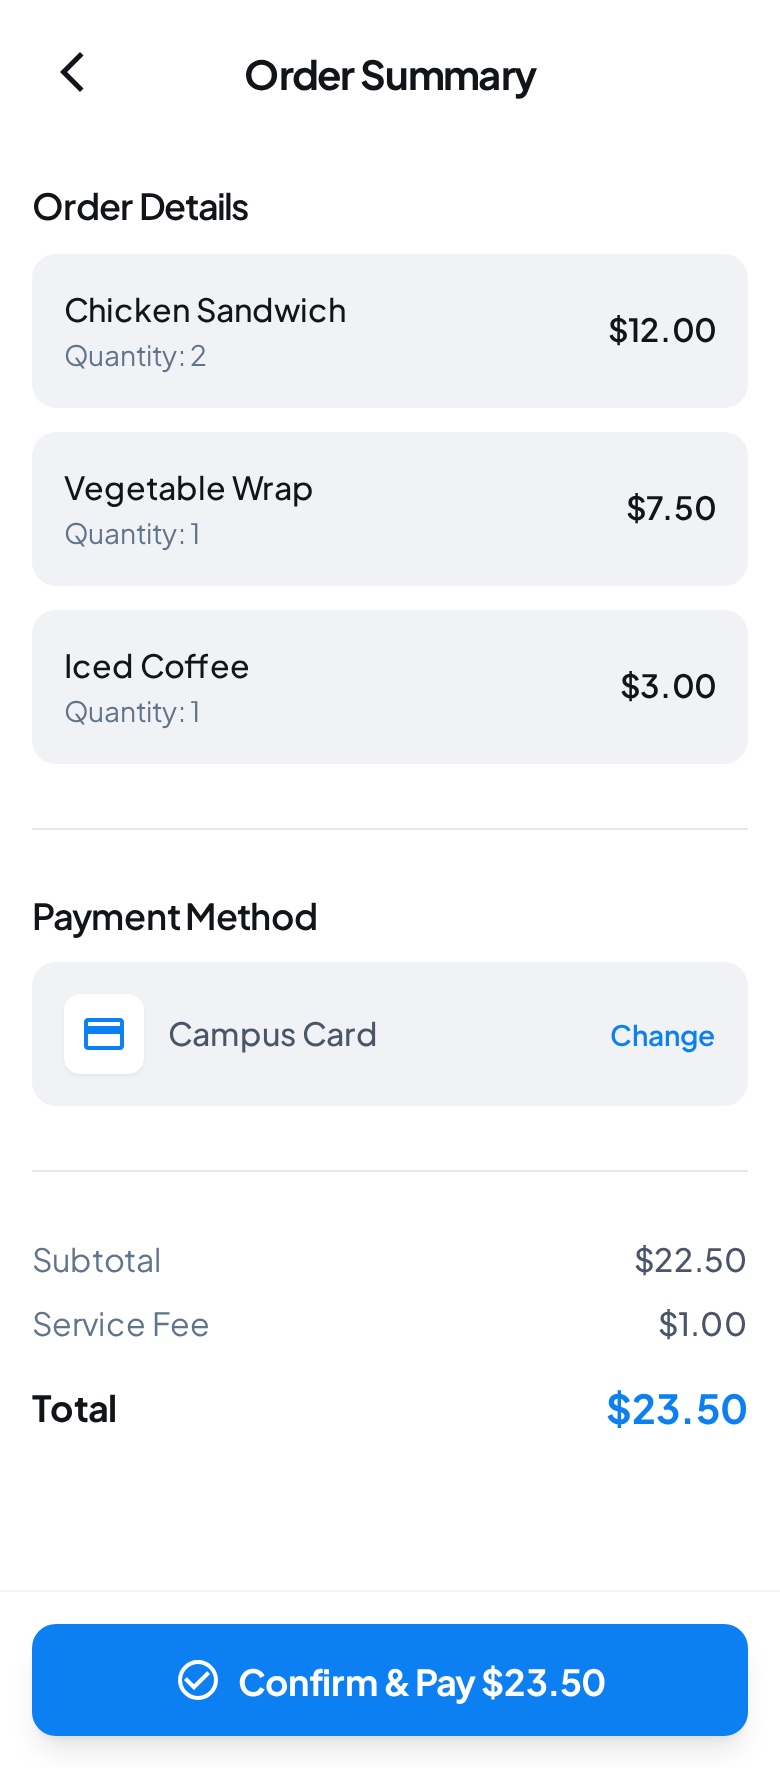 Order Summary
Order Details
Chicken Sandwich
$12.00
Quantity: 2
Vegetable Wrap
$7.50
Quantity: 1
Iced Coffee
$3.00
Quantity: 1
Payment Method
Campus Card
Change
Subtotal
$22.50
Service Fee
$1.00
Total
$23.50
Confirm & Pay $23.50